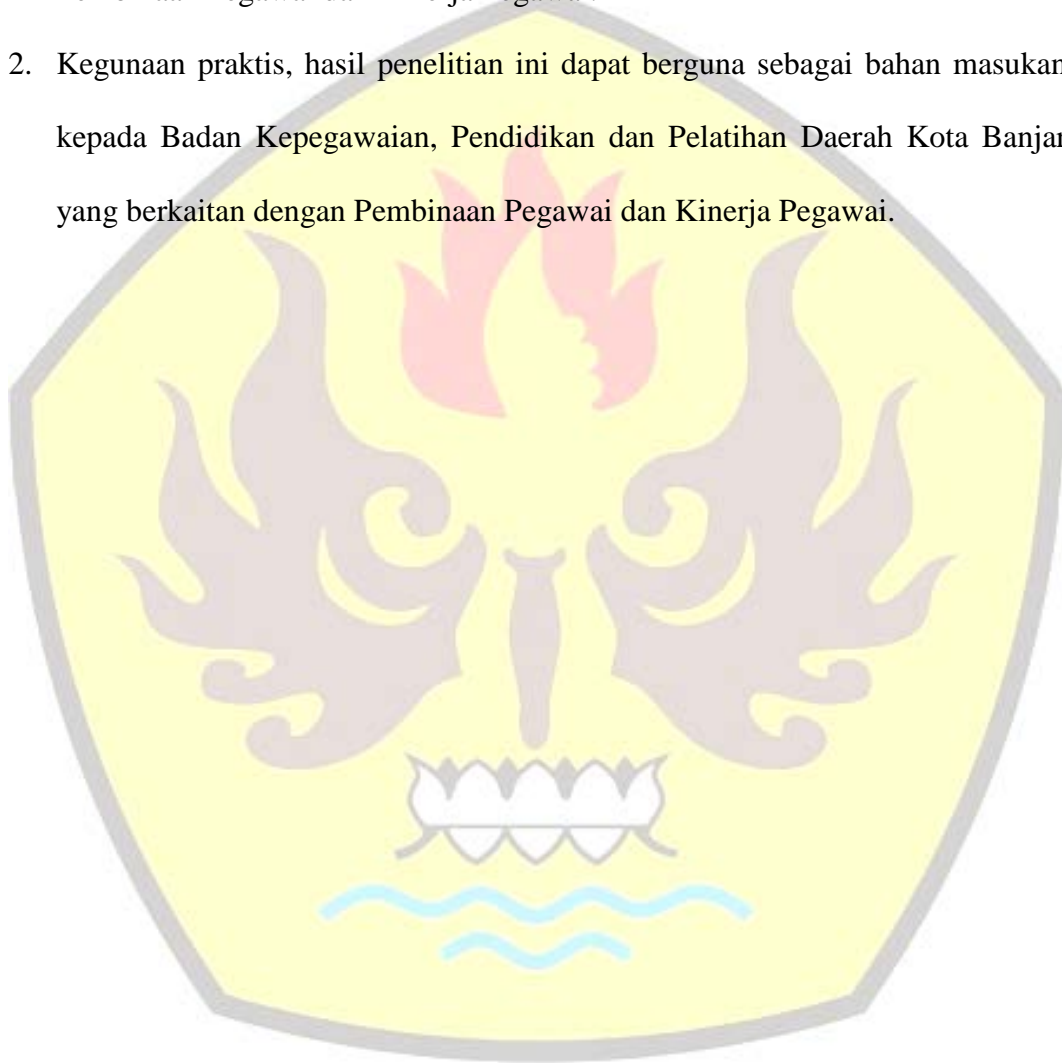 2. Kegunaan praktis, hasil penelitian ini dapat berguna sebagai bahan masukan
kepada Badan Kepegawaian, Pendidikan dan Pelatihan Daerah Kota Banjar
yang berkaitan dengan Pembinaan Pegawai dan Kinerja Pegawai.